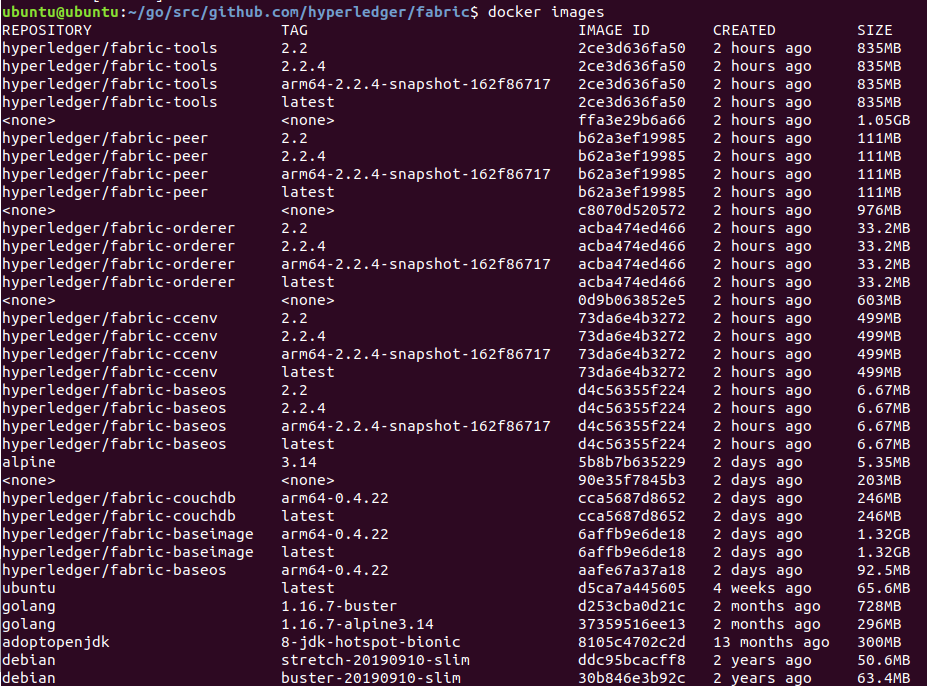 ubuntu@ubuntu:~/go/src/github.com/hyperledger/fabric$ docker images
REPOSITORY TAG IMAGE ID CREATED SIZE
hyperledger/fabric-tools 2.2 2ce3d636fa50 2 hours ago 835MB
hyperledger/fabric-tools 2.2.4 2ce3d636fa50 2 hours ago 835MB
hyperledger/fabric-tools arm64-2.2.4-snapshot-162f86717 2ce3d636fa50 2 hours ago 835MB
hyperledger/fabric-tools latest 2ce3d636fa50 2 hours ago 835MB
<none> <none> ffa3e29b6a66 2 hours ago 1.05GB
hyperledger/fabric-peer 2.2 b62a3ef19985 2 hours ago 111MB
hyperledger/fabric-peer 2.2.4 b62a3ef19985 2 hours ago 111MB
hyperledger/fabric-peer arm64-2.2.4-snapshot-162f86717 b62a3ef19985 2 hours ago 111MB
hyperledger/fabric-peer latest b62a3ef19985 2 hours ago 111MB
<none> <none> c8070d520572 2 hours ago 976MB
hyperledger/fabric-orderer 2.2 acba474ed466 2 hours ago 33.2MB
hyperledger/fabric-orderer 2.2.4 acba474ed466 2 hours ago 33.2MB
hyperledger/fabric-orderer arm64-2.2.4-snapshot-162f86717 acba474ed466 2 hours ago 33.2MB
hyperledger/fabric-orderer latest acba474ed466 2 hours ago 33.2MB
<none> <none> 0d9b063852e5 2 hours ago 603MB
hyperledger/fabric-ccenv 2.2 73da6e4b3272 2 hours ago 499MB
hyperledger/fabric-ccenv 2.2.4 73da6e4b3272 2 hours ago 499MB
hyperledger/fabric-ccenv arm64-2.2.4-snapshot-162f86717 73da6e4b3272 2 hours ago 499MB
hyperledger/fabric-ccenv latest 73da6e4b3272 2 hours ago 499MB
hyperledger/fabric-baseos 2.2 d4c56355f224 2 hours ago 6.67MB
hyperledger/fabric-baseos 2.2.4 d4c56355f224 2 hours ago 6.67MB
hyperledger/fabric-baseos arm64-2.2.4-snapshot-162f86717 d4c56355f224 2 hours ago 6.67MB
hyperledger/fabric-baseos latest d4c56355f224 2 hours ago 6.67MB
alpine 3.14 5b8b7b635229 2 days ago 5.35MB
<none> <none> 90e35f7845b3 2 days ago 203MB
hyperledger/fabric-couchdb arm64-0.4.22 cca5687d8652 2 days ago 246MB
hyperledger/fabric-couchdb latest cca5687d8652 2 days ago 246MB
hyperledger/fabric-baseimage arm64-0.4.22 6affb9e6de18 2 days ago 1.32GB
hyperledger/fabric-baseimage latest 6affb9e6de18 2 days ago 1.32GB
hyperledger/fabric-baseos arm64-0.4.22 aafe67a37a18 2 days ago 92.5MB
ubuntu latest d5ca7a445605 4 weeks ago 65.6MB
golang 1.16.7-buster d253cba0d21c 2 months ago 728MB
golang 1.16.7-alpine3.14 37359516ee13 2 months ago 296MB
adoptopenjdk 8-jdk-hotspot-bionic 8105c4702c2d 13 months ago 300MB
debian stretch-20190910-slim ddc95bcacff8 2 years ago 50.6MB
debian buster-20190910-slim 30b846e3b92c 2 years ago 63.4MB